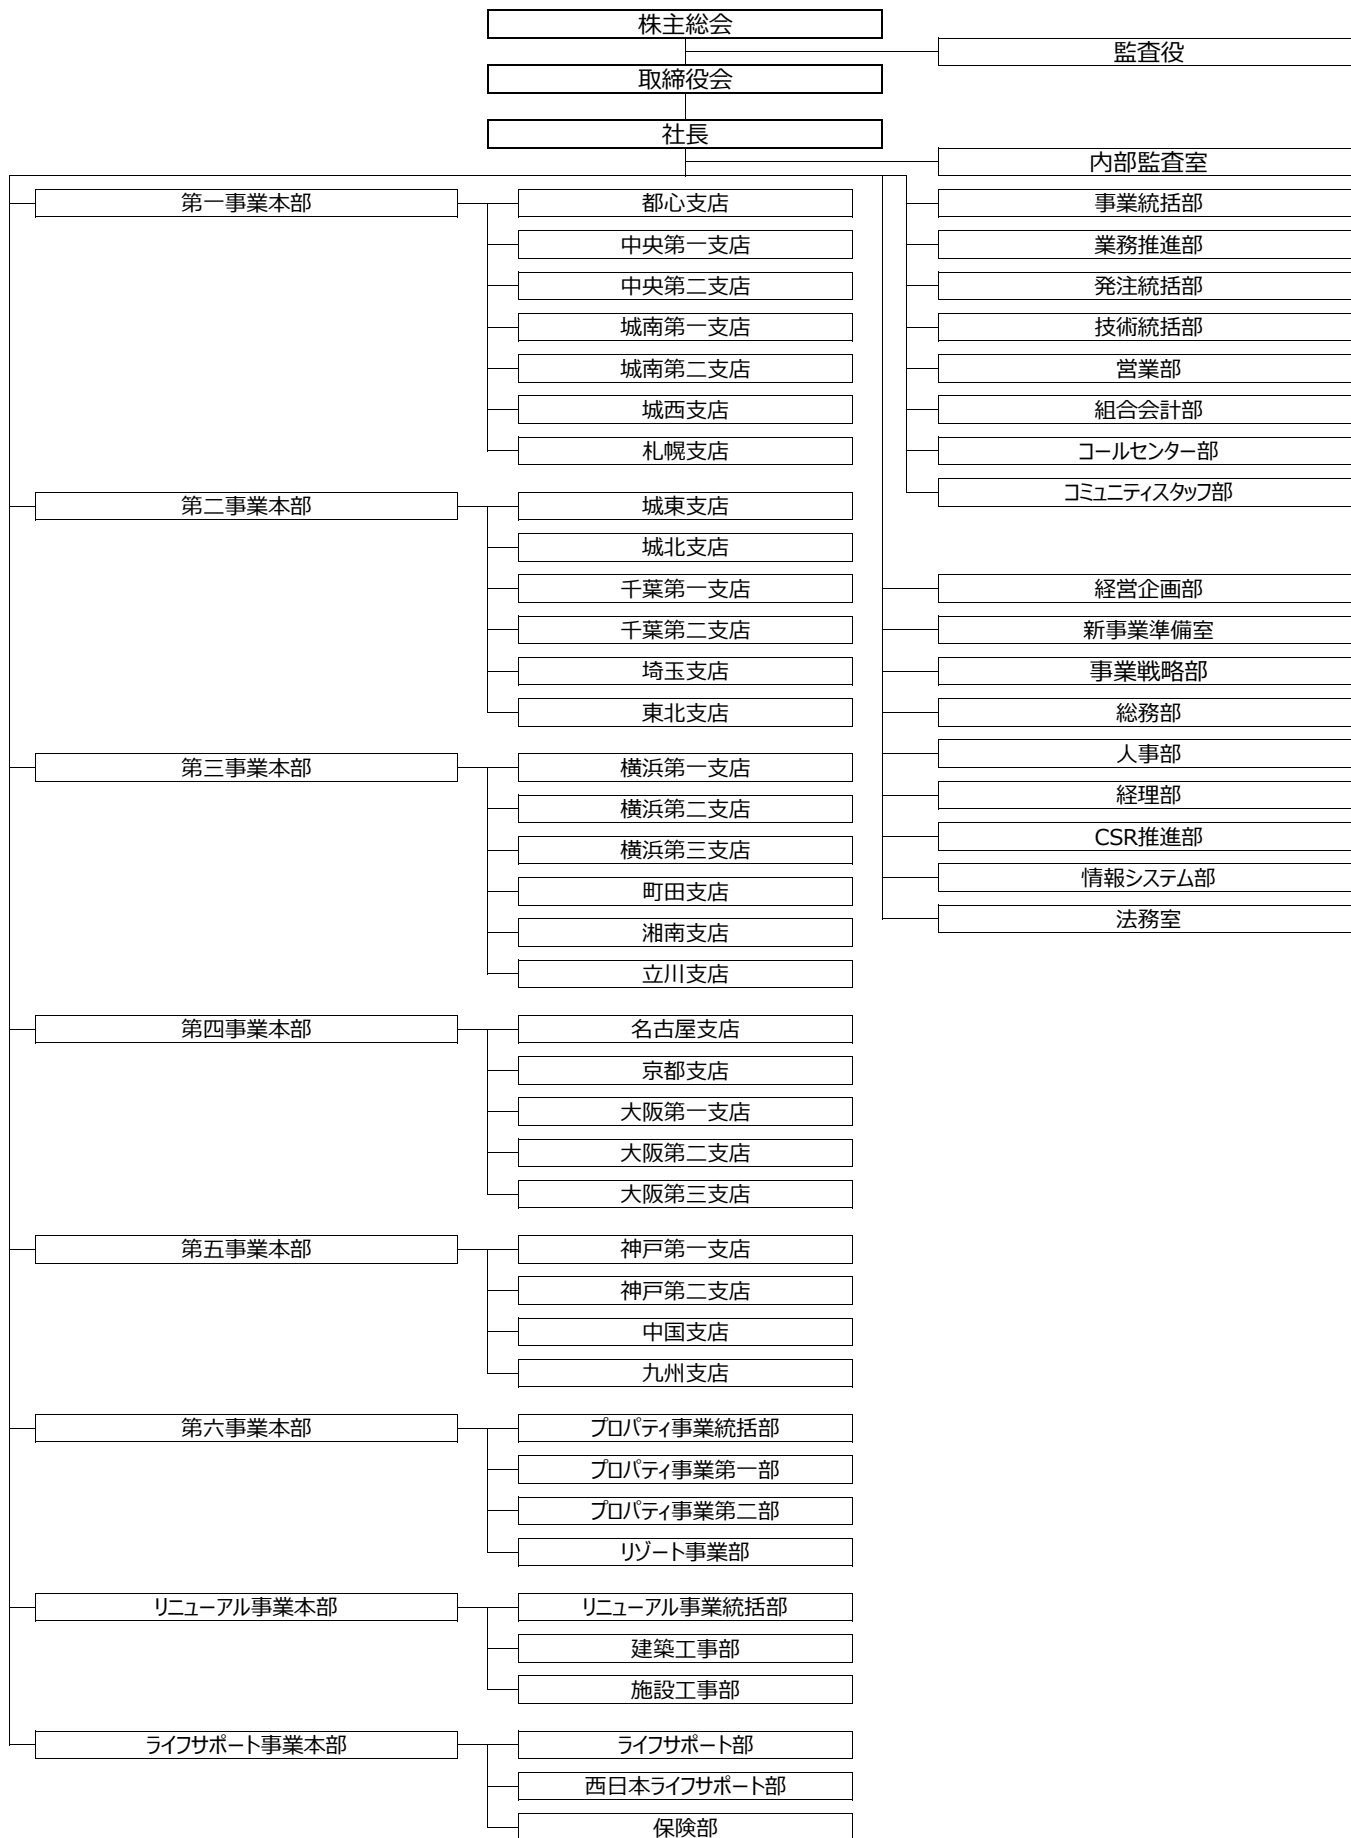 株主総会
監査役
取締役会
社長
内部監査室
第一事業本部
都心支店
中央第一支店
中央第二支店
城南第一支店
城南第二支店
城西支店
札幌支店
第二事業本部
城東支店
城北支店
千葉第一支店
千葉第二支店
埼玉支店
東北支店
第三事業本部
横浜第一支店
横浜第二支店
横浜第三支店
町田支店
湘南支店
立川支店
第四事業本部
名古屋支店
京都支店
大阪第一支店
大阪第二支店
大阪第三支店
第五事業本部
神戸第一支店
神戸第二支店
中国支店
九州支店
第六事業本部
プロパティ事業統括部
プロパティ事業第一部
プロパティ事業第二部
リゾート事業部
リニューアル事業本部
リニューアル事業統括部
建築工事部
施設工事部
ライフサポート事業本部
ライフサポート部
西日本ライフサポート部
保険部
事業統括部
業務推進部
発注統括部
技術統括部
営業部
組合会計部
コールセンター部
コミュニティスタッフ部
経営企画部
新事業準備室
事業戦略部
総務部
人事部
経理部
CSR推進部
情報システム部
法務室